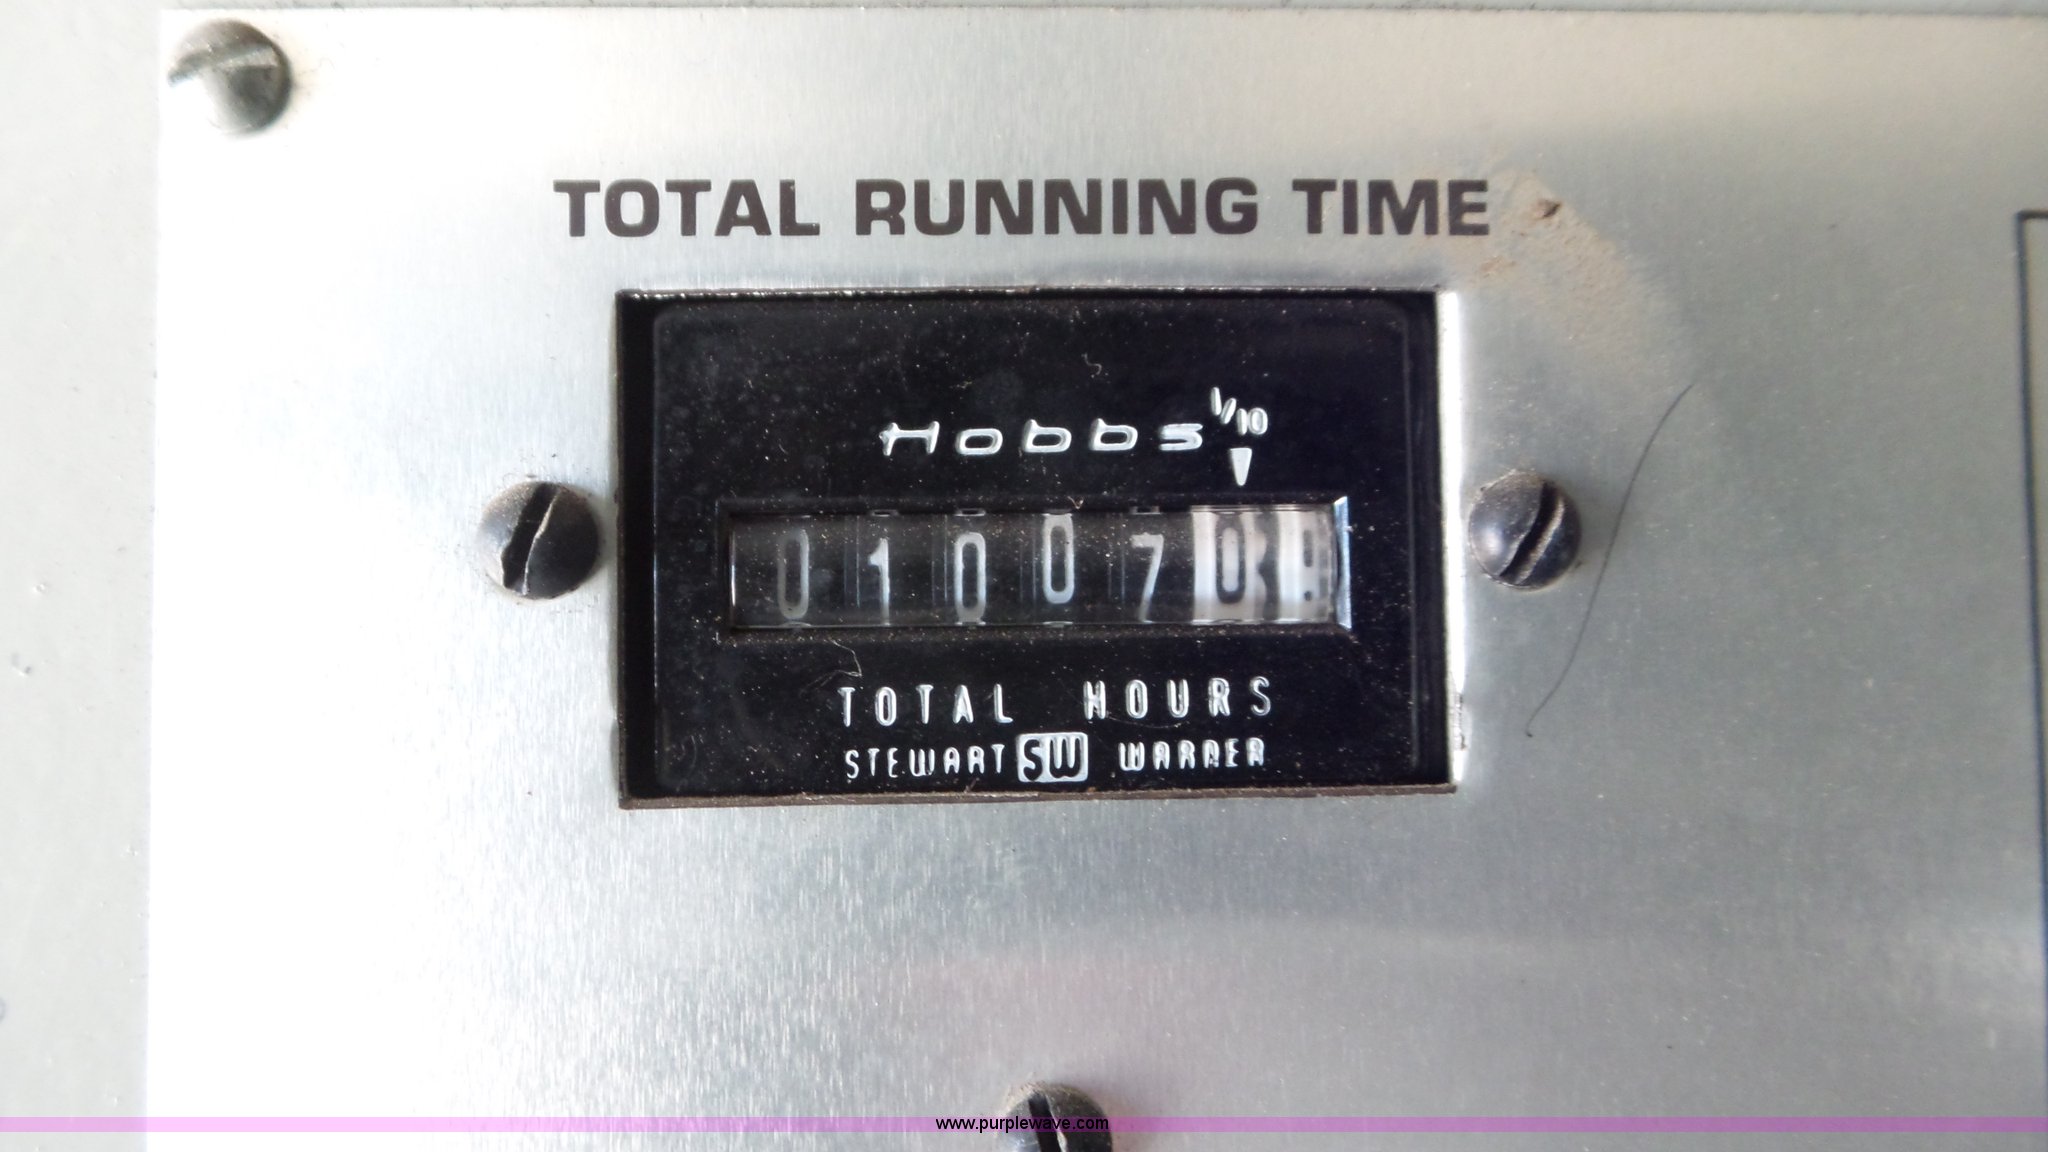 TOTAL RUNNING TIME
Hobbs 1/10
010070
TOTAL HOURS
STEWART SW WARNER
www.purplewave.com